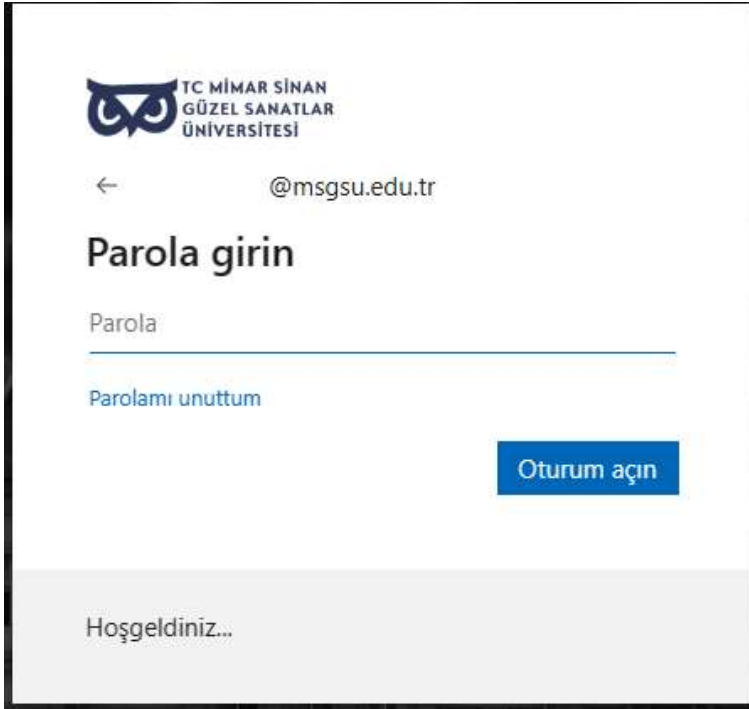 TC MİMAR SİNAN
GÜZEL SANATLAR
ÜNİVERSİTESİ
@msgsu.edu.tr
Parola girin
Parola
Parolamı unuttum
Oturum açın
Hoşgeldiniz...